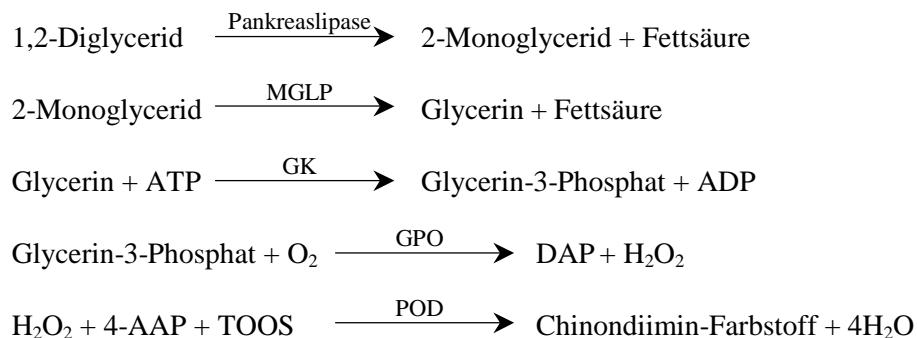 1,2-Diglycerid Pankreaslipase 2-Monoglycerid + Fettsäure
2-Monoglycerid MGLP Glycerin + Fettsäure
Glycerin + ATP GK Glycerin-3-Phosphat + ADP
Glycerin-3-Phosphat + O₂ GPO DAP + H₂O₂
H₂O₂ + 4-AAP + TOOS POD Chinondiimin-Farbstoff + 4H₂O